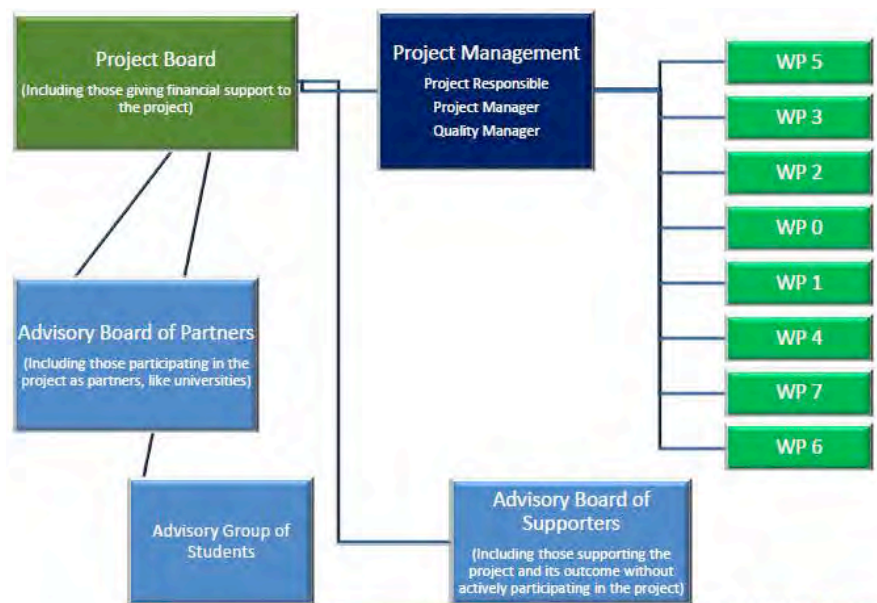 Project Board
(Including those giving financial support to
the project)
Project Management
Project Responsible
Project Manager
Quality Manager
WP 5
WP 3
WP 2
WP 0
WP 1
WP 4
WP 7
WP 6
Advisory Board of Partners
(Including those participating in the
project as partners, like universities)
Advisory Group of
Students
Advisory Board of
Supporters
(Including those supporting the
project and its outcome without
actively participating in the project)